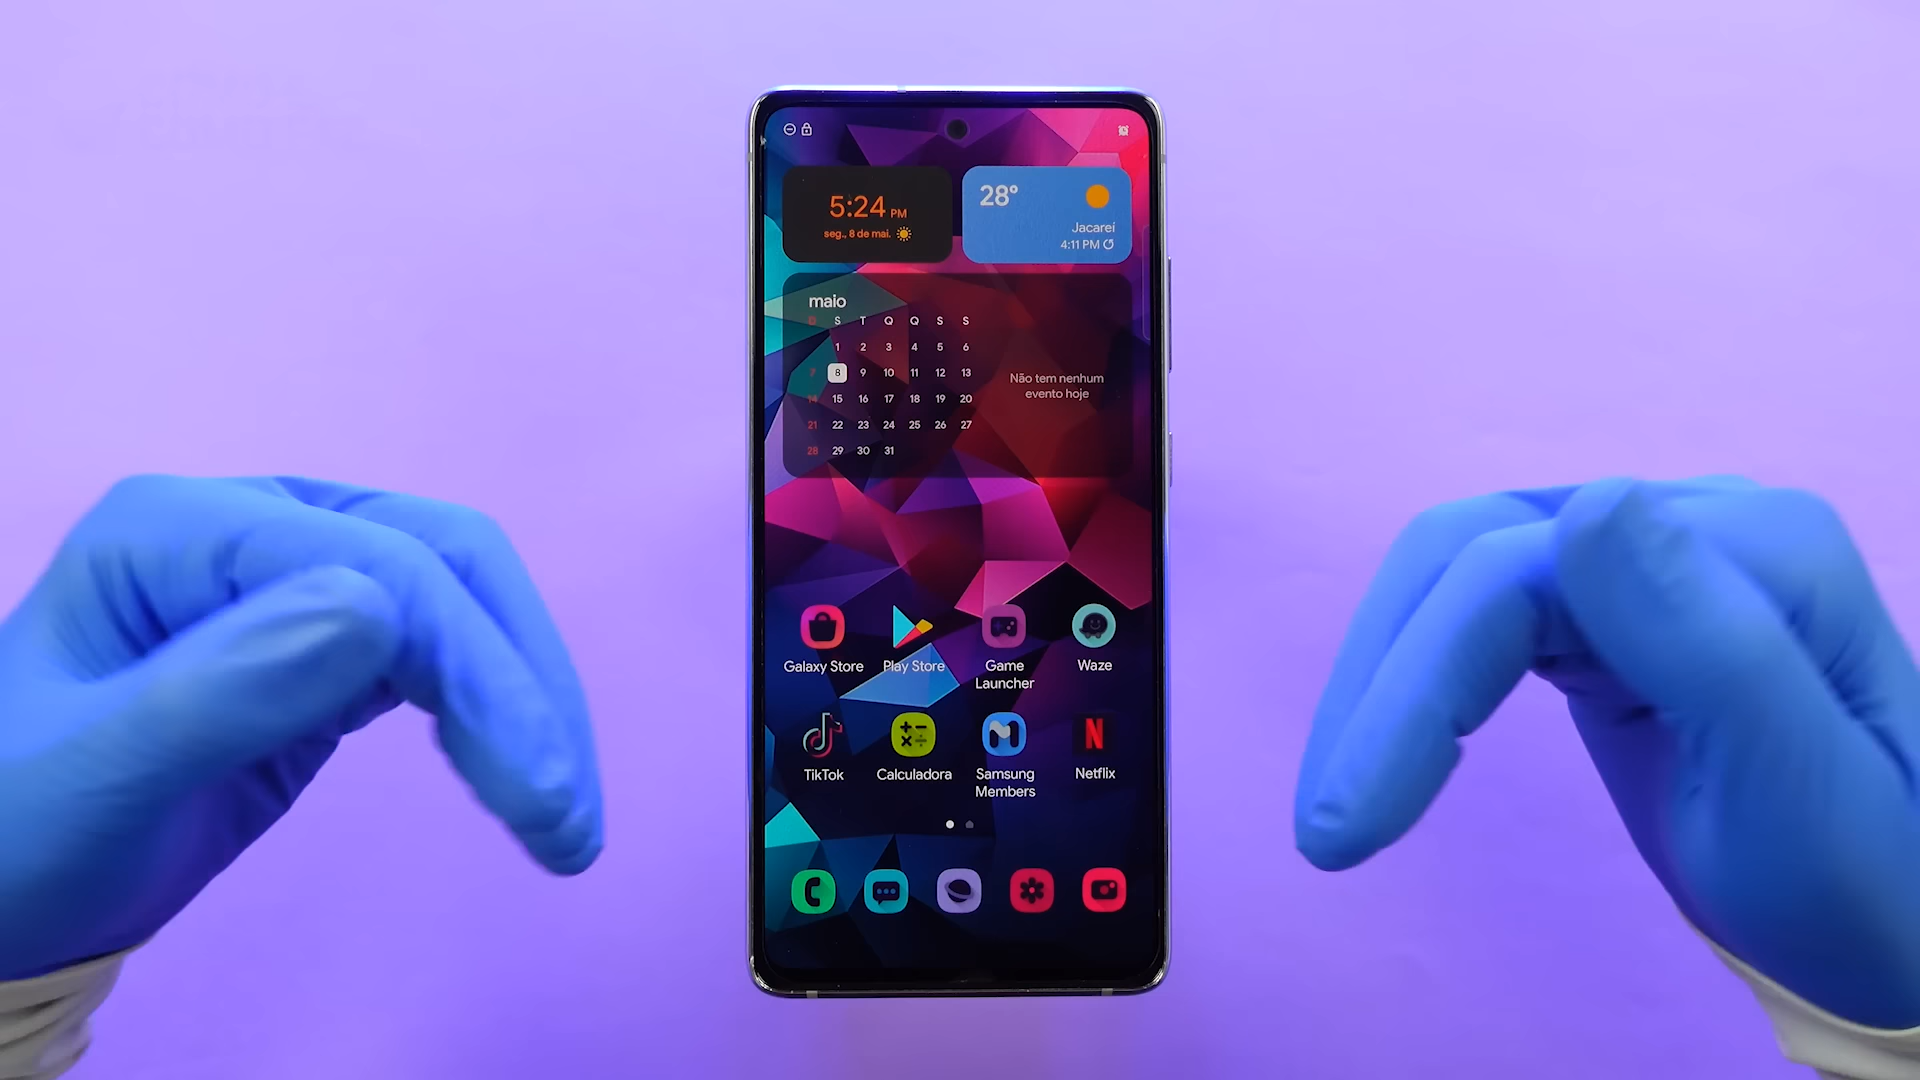 5:24 PM
seg., 8 de mai.
28°
Jacareí
4:11 PM
maio
D S T Q Q S S
1 2 3 4 5 6
7 8 9 10 11 12 13
14 15 16 17 18 19 20
21 22 23 24 25 26 27
28 29 30 31
Não tem nenhum
evento hoje
Galaxy Store
Play Store
Game
Launcher
Waze
TikTok
Calculadora
Samsung
Members
N
Netflix